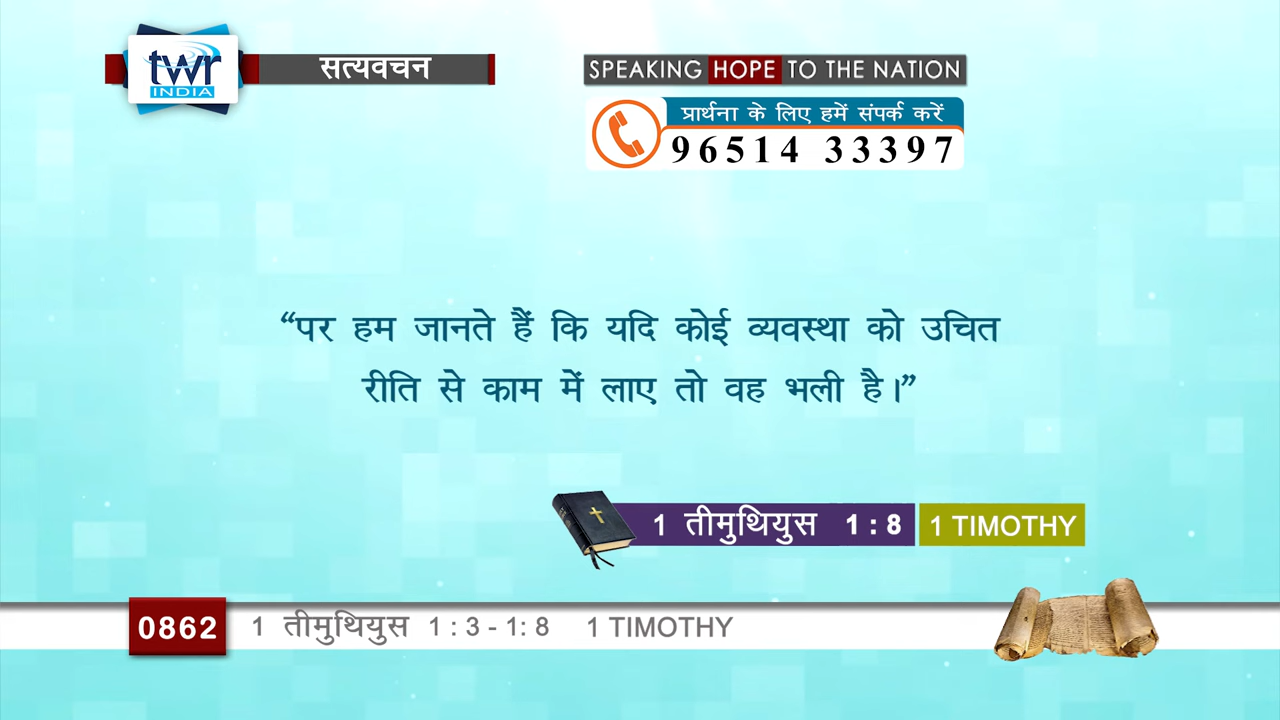 twr
INDIA
सत्यवचन
SPEAKING HOPE TO THE NATION
प्रार्थना के लिए हमें संपर्क करें
96514 33397
“पर हम जानते हैं कि यदि कोई व्यवस्था को उचित
रीति से काम में लाए तो वह भली है।”
1 तीमुथियुस 1 : 8 1 TIMOTHY
0862 1 तीमुथियुस 1 : 3 - 1: 8 1 TIMOTHY